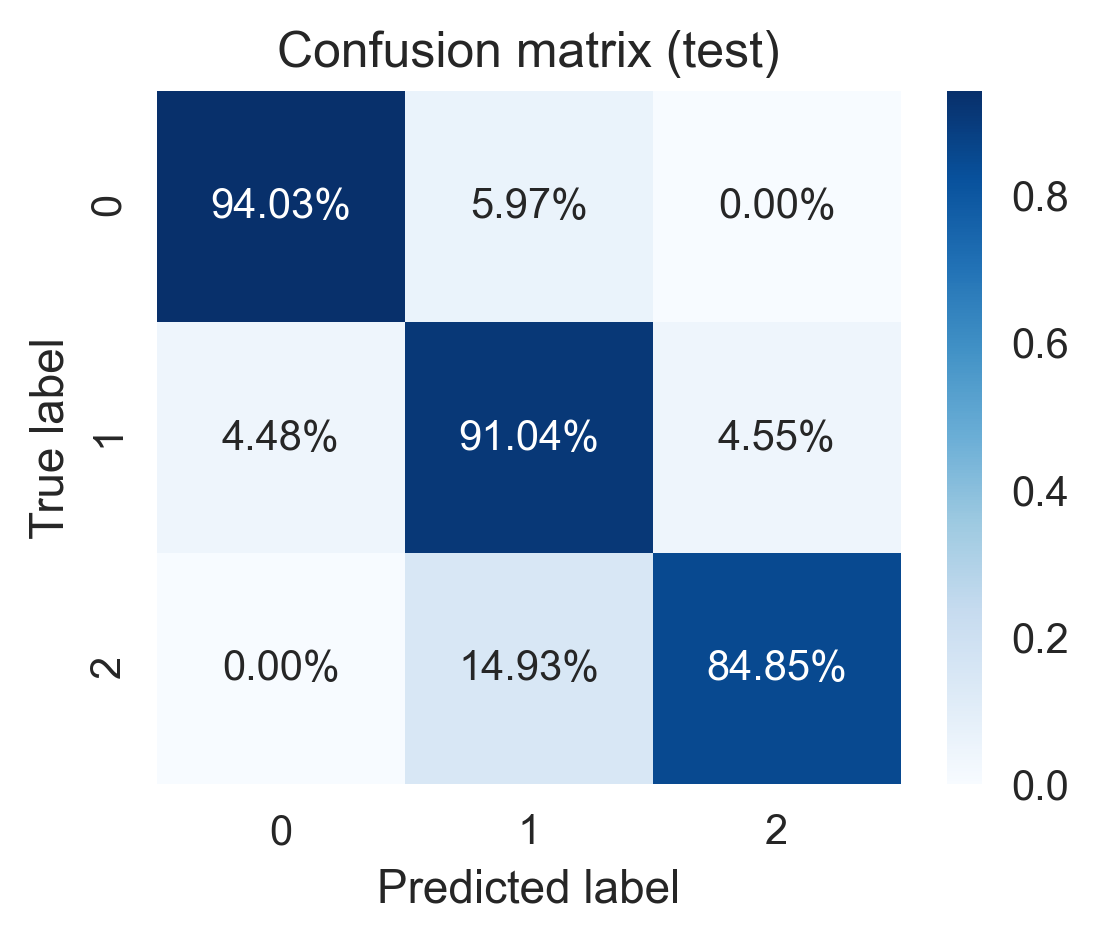 Confusion matrix (test)
94.03% 5.97% 0.00%
4.48% 91.04% 4.55%
0.00% 14.93% 84.85%
0
1
2
True label
0 1 2
Predicted label
0.8
0.6
0.4
0.2
0.0